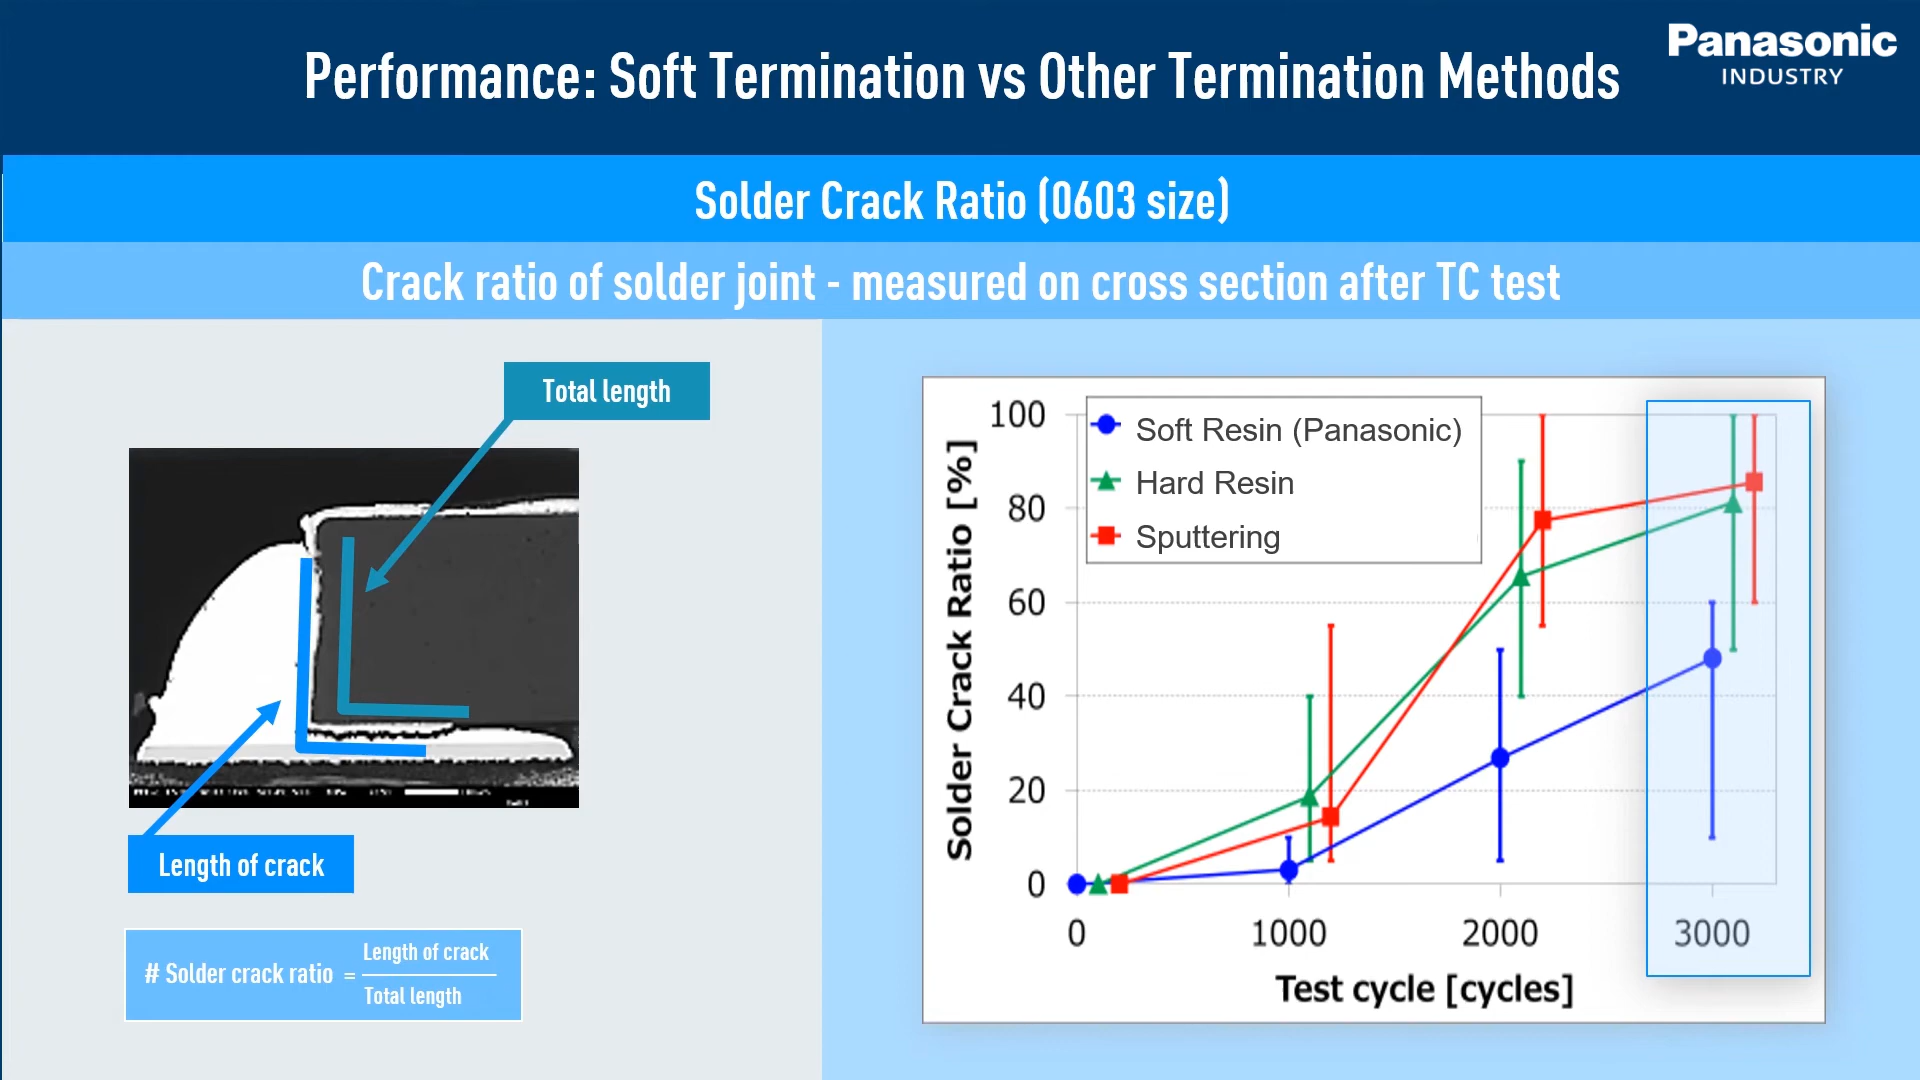 Performance: Soft Termination vs Other Termination Methods
Panasonic
INDUSTRY
Solder Crack Ratio (0603 size)
Crack ratio of solder joint - measured on cross section after TC test
Total length
Length of crack
# Solder crack ratio = Length of crack
Total length
Solder Crack Ratio [%]
100
80
60
40
20
0
Soft Resin (Panasonic)
Hard Resin
Sputtering
0 1000 2000 3000
Test cycle [cycles]